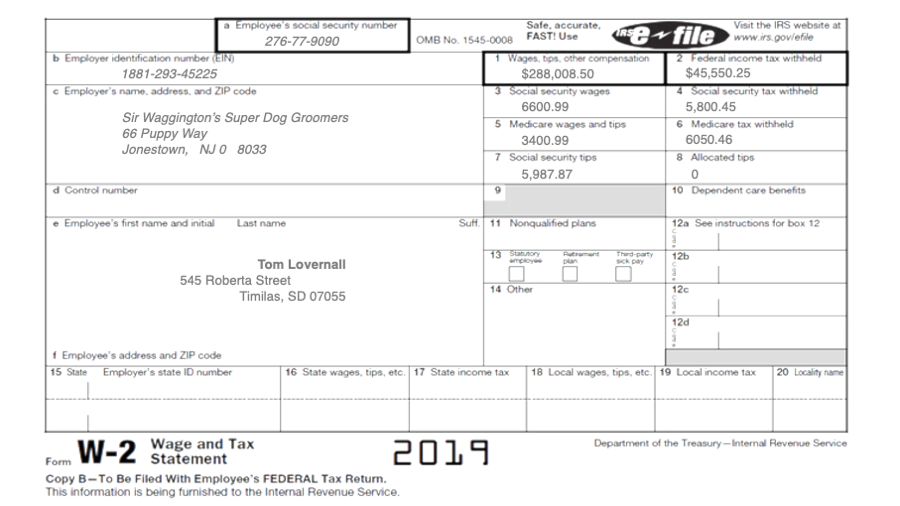 a Employee's social security number
276-77-9090
OMB No. 1545-0008
Safe, accurate,
FAST! Use
IRS e-file
Visit the IRS website at
www.irs.gov/efile
b Employer identification number (EIN)
1881-293-45225
1 Wages, tips, other compensation
$288,008.50
2 Federal income tax withheld
$45,550.25
c Employer's name, address, and ZIP code
Sir Waggington's Super Dog Groomers
66 Puppy Way
Jonestown, NJ 0 8033
3 Social security wages
6600.99
4 Social security tax withheld
5,800.45
5 Medicare wages and tips
3400.99
6 Medicare tax withheld
6050.46
7 Social security tips
5,987.87
8 Allocated tips
0
d Control number
9
10 Dependent care benefits
e Employee's first name and initial Last name Suff.
Tom Lovernall
545 Roberta Street
Timilas, SD 07055
11 Nonqualified plans
12a See instructions for box 12
Code
13 Statutory employee Retirement plan Third-party sick pay
12b
Code
14 Other
12c
Code
12d
Code
f Employee's address and ZIP code
15 State Employer's state ID number
16 State wages, tips, etc.
17 State income tax
18 Local wages, tips, etc.
19 Local income tax
20 Locality name
Form W-2 Wage and Tax
Statement
2019
Department of the Treasury—Internal Revenue Service
Copy B—To Be Filed With Employee's FEDERAL Tax Return.
This information is being furnished to the Internal Revenue Service.